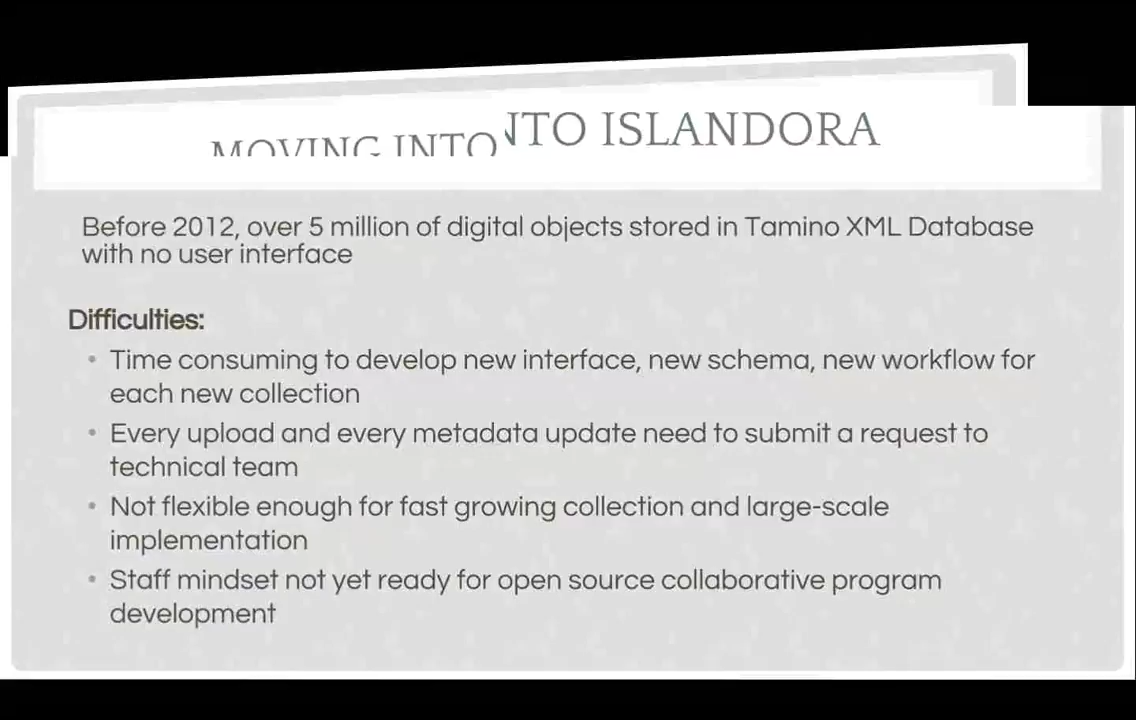 MOVING INTO NTO ISLANDORA
Before 2012, over 5 million of digital objects stored in Tamino XML Database
with no user interface
Difficulties:
• Time consuming to develop new interface, new schema, new workflow for
each new collection
• Every upload and every metadata update need to submit a request to
technical team
• Not flexible enough for fast growing collection and large-scale
implementation
• Staff mindset not yet ready for open source collaborative program
development